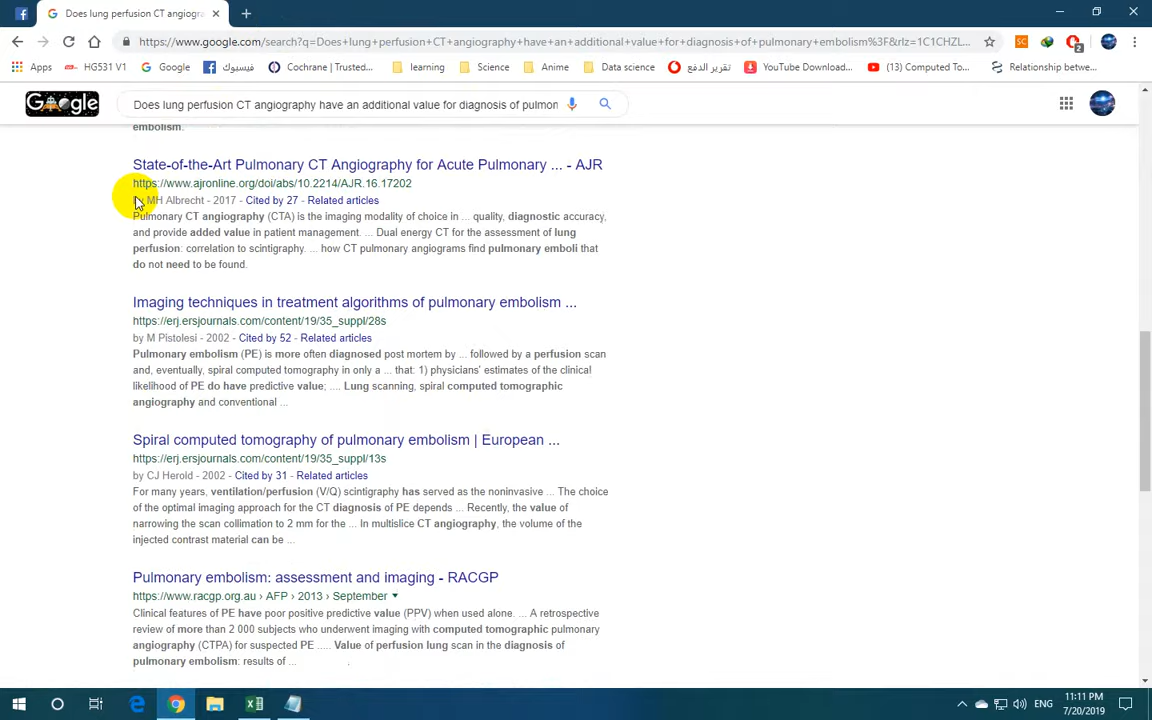 Does lung perfusion CT angiogra
https://www.google.com/search?q=Does+lung+perfusion+CT+angiography+have+an+additional+value+for+diagnosis+of+pulmonary+embolism%3F&rlz=1C1CHZL...
Apps
HG531 V1
Google
فيسبوك
Cochrane | Trusted...
learning
Science
Anime
Data science
تقرير الدفع
YouTube Download...
(13) Computed To...
Relationship betwe...
Google
Does lung perfusion CT angiography have an additional value for diagnosis of pulmon
embolism.
State-of-the-Art Pulmonary CT Angiography for Acute Pulmonary ... - AJR
https://www.ajronline.org/doi/abs/10.2214/AJR.16.17202
by MH Albrecht - 2017 - Cited by 27 - Related articles
Pulmonary CT angiography (CTA) is the imaging modality of choice in ... quality, diagnostic accuracy,
and provide added value in patient management. ... Dual energy CT for the assessment of lung
perfusion: correlation to scintigraphy. ... how CT pulmonary angiograms find pulmonary emboli that
do not need to be found.
Imaging techniques in treatment algorithms of pulmonary embolism ...
https://erj.ersjournals.com/content/19/35_suppl/28s
by M Pistolesi - 2002 - Cited by 52 - Related articles
Pulmonary embolism (PE) is more often diagnosed post mortem by ... followed by a perfusion scan
and, eventually, spiral computed tomography in only a ... that: 1) physicians' estimates of the clinical
likelihood of PE do have predictive value; .... Lung scanning, spiral computed tomographic
angiography and conventional ...
Spiral computed tomography of pulmonary embolism | European ...
https://erj.ersjournals.com/content/19/35_suppl/13s
by CJ Herold - 2002 - Cited by 31 - Related articles
For many years, ventilation/perfusion (V/Q) scintigraphy has served as the noninvasive ... The choice
of the optimal imaging approach for the CT diagnosis of PE depends ... Recently, the value of
narrowing the scan collimation to 2 mm for the ... In multislice CT angiography, the volume of the
injected contrast material can be ...
Pulmonary embolism: assessment and imaging - RACGP
https://www.racgp.org.au › AFP › 2013 › September
Clinical features of PE have poor positive predictive value (PPV) when used alone. ... A retrospective
review of more than 2 000 subjects who underwent imaging with computed tomographic pulmonary
angiography (CTPA) for suspected PE ..... Value of perfusion lung scan in the diagnosis of
pulmonary embolism: results of ...
ENG
11:11 PM
7/20/2019